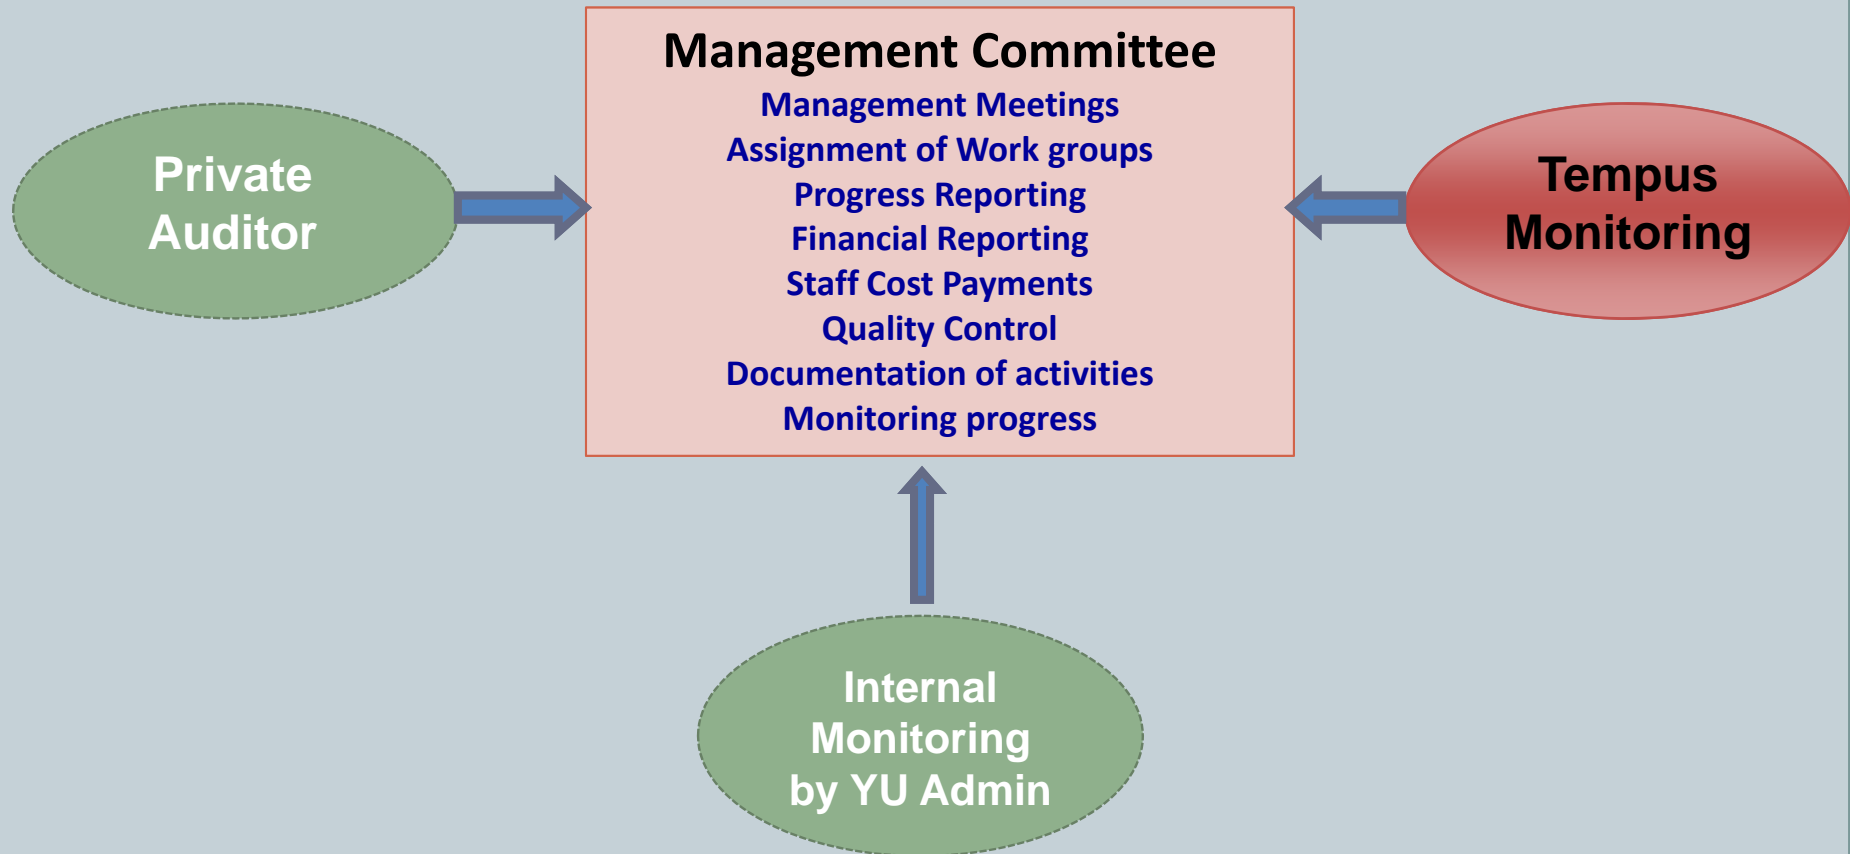 Management Committee
Management Meetings
Assignment of Work groups
Progress Reporting
Financial Reporting
Staff Cost Payments
Quality Control
Documentation of activities
Monitoring progress
Private
Auditor
Tempus
Monitoring
Internal
Monitoring
by YU Admin